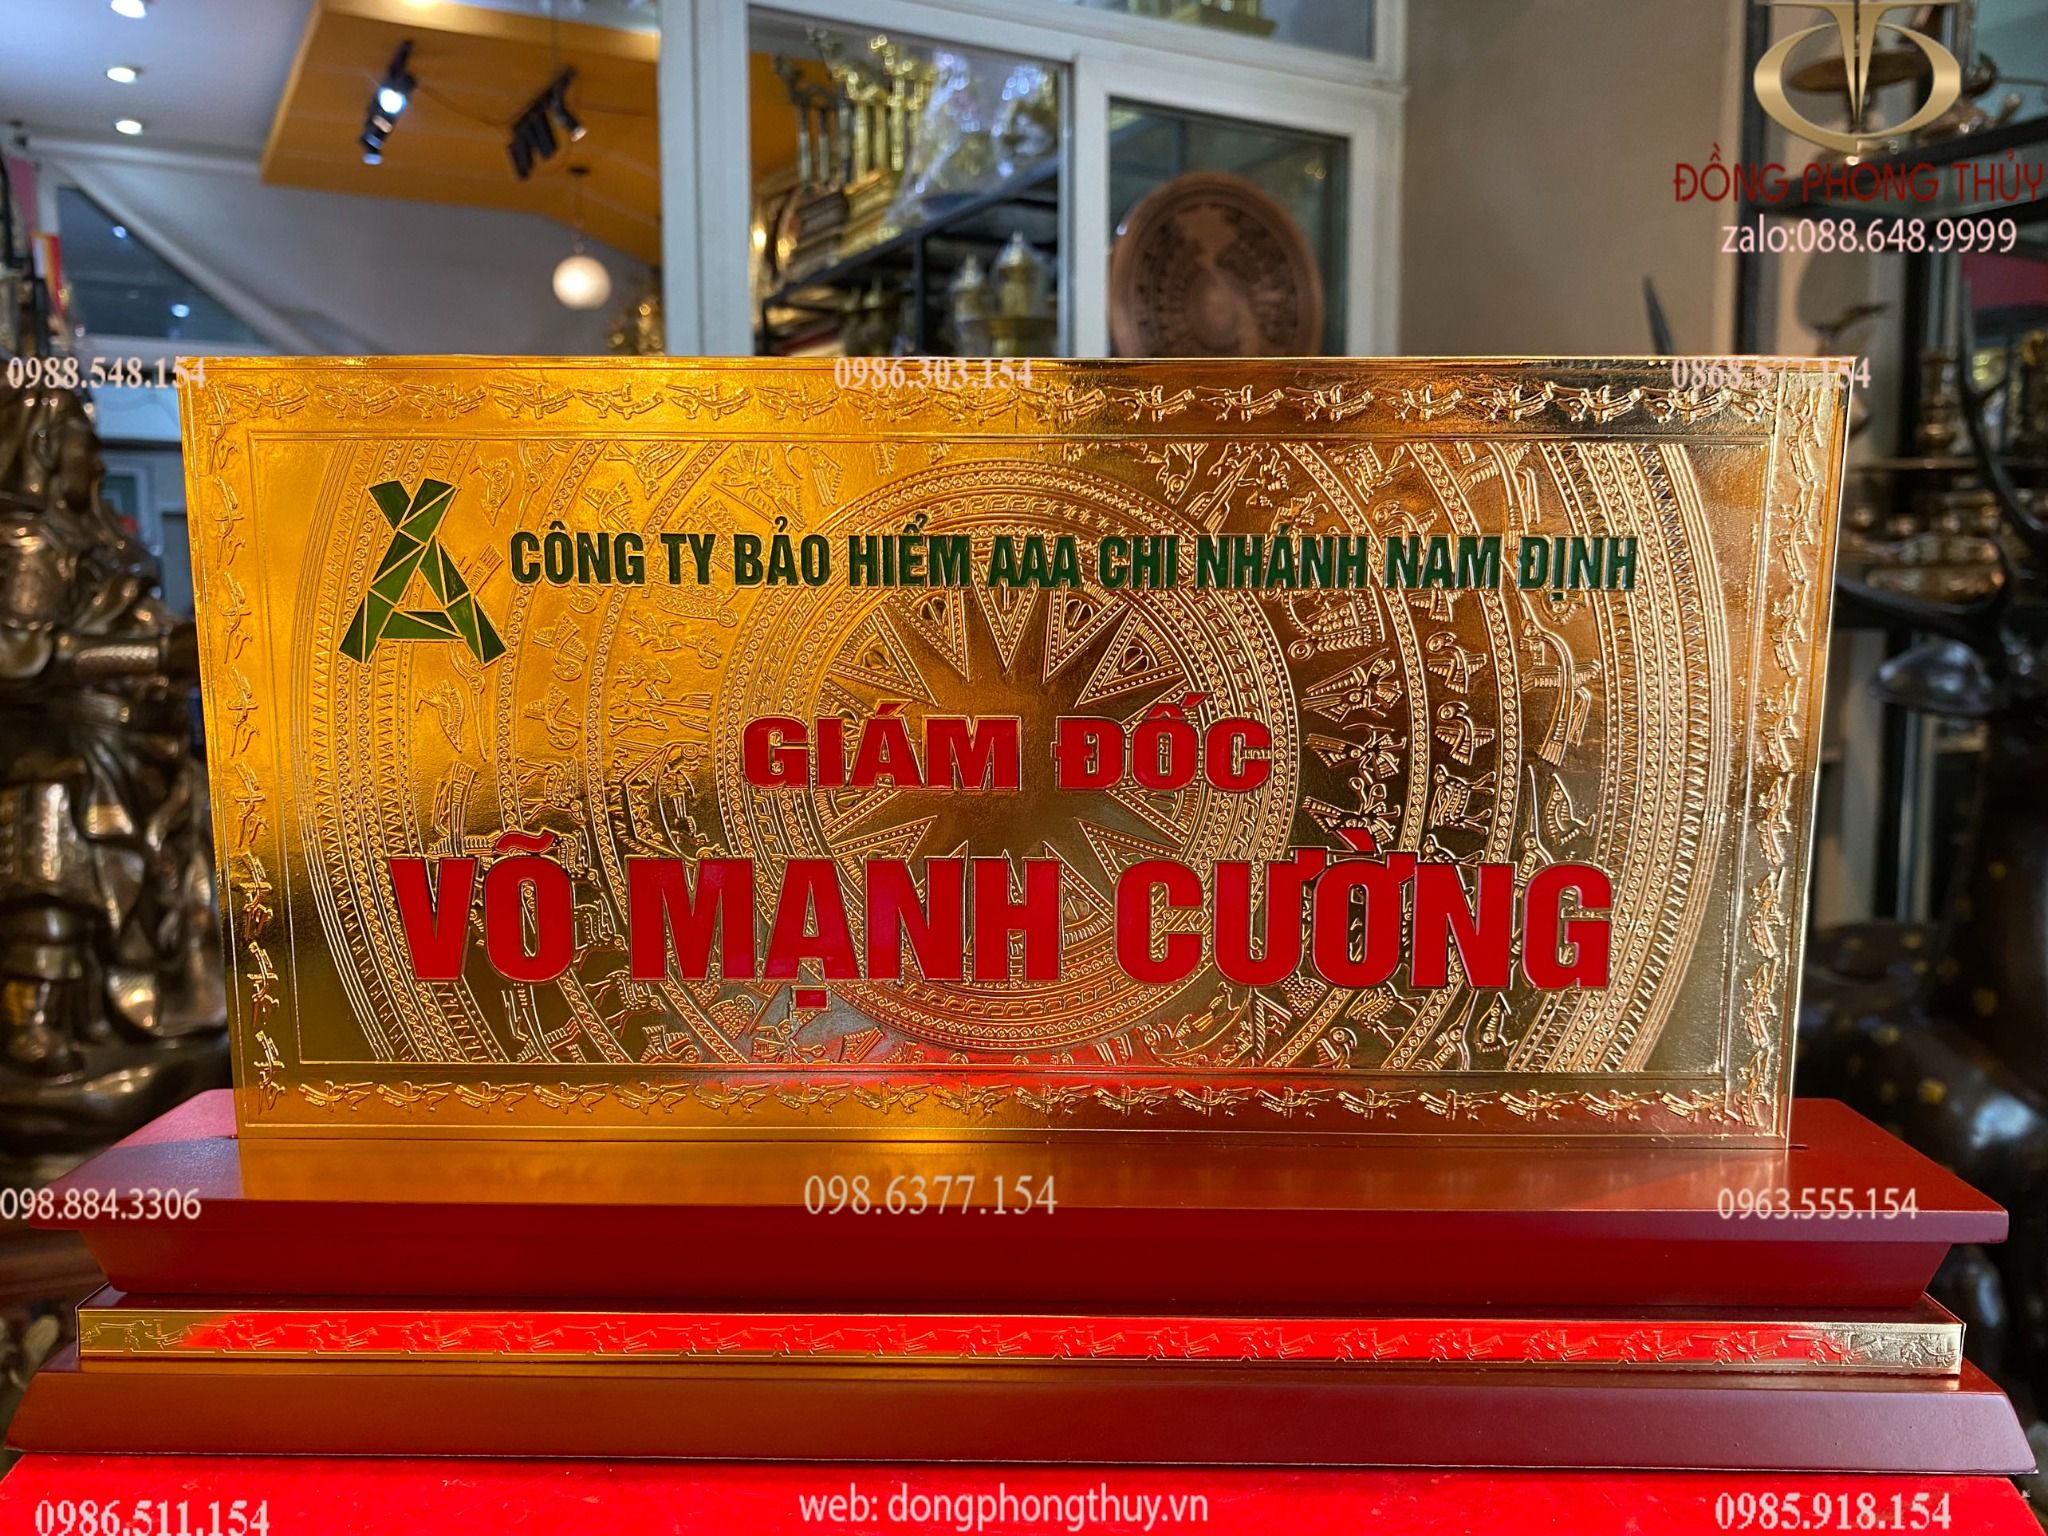 ĐỒNG PHONG THỦY
zalo:088.648.9999
0988.548.154
0986.303.154
CÔNG TY BẢO HIỂM AAA CHI NHÁNH NAM ĐỊNH
GIÁM ĐỐC
VÕ MẠNH CƯỜNG
098.884.3306
098.6377.154
0963.555.154
0986.511.154
web: dongphongthuy.vn
0985.918.154